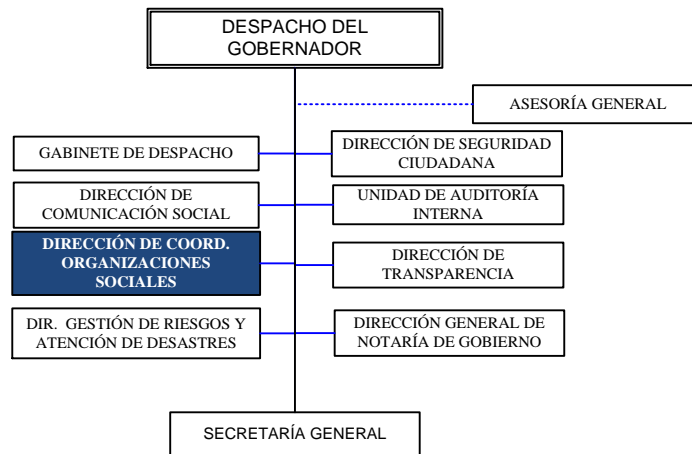 DESPACHO DEL
GOBERNADOR
ASESORÍA GENERAL
GABINETE DE DESPACHO
DIRECCIÓN DE SEGURIDAD
CIUDADANA
DIRECCIÓN DE
COMUNICACIÓN SOCIAL
UNIDAD DE AUDITORÍA
INTERNA
DIRECCIÓN DE COORD.
ORGANIZACIONES
SOCIALES
DIRECCIÓN DE
TRANSPARENCIA
DIR. GESTIÓN DE RIESGOS Y
ATENCIÓN DE DESASTRES
DIRECCIÓN GENERAL DE
NOTARÍA DE GOBIERNO
SECRETARÍA GENERAL